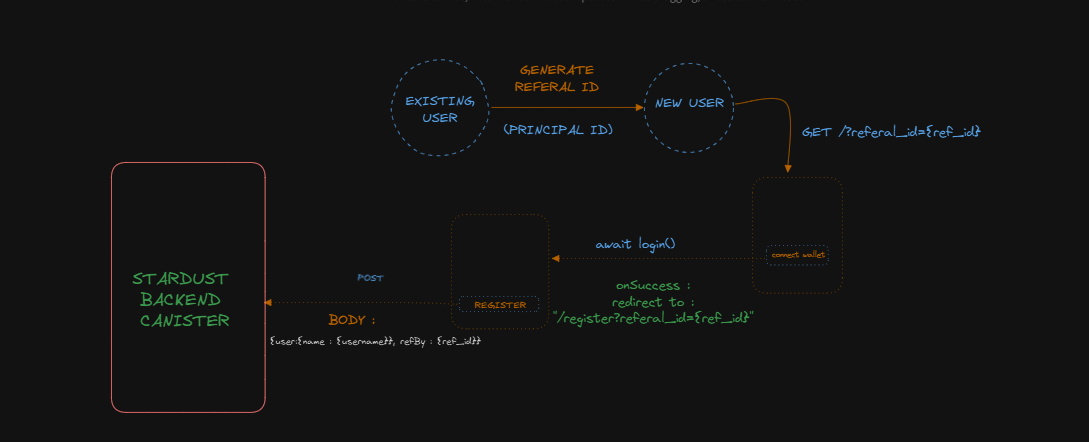 GENERATE
REFERAL ID
EXISTING
USER
NEW USER
(PRINCIPAL ID)
GET /?referal_id={ref_id}
await login()
connect wallet
STARDUST
BACKEND
CANISTER
POST
onSuccess :
redirect to :
"/register?referal_id={ref_id}"
REGISTER
BODY :
{user:{name : {username}}, refBy : {ref_id}}